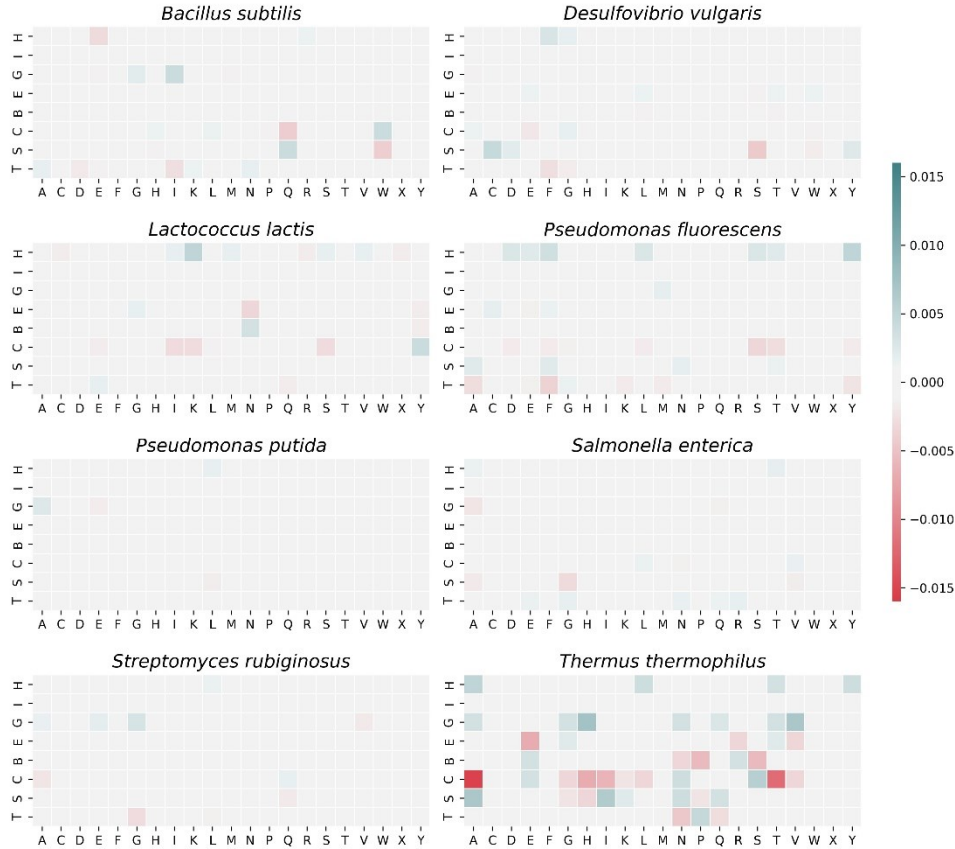 Bacillus subtilis
H
I
G
E
B
C
S
T
A C D E F G H I K L M N P Q R S T V W X Y
Desulfovibrio vulgaris
H
I
G
E
B
C
S
T
A C D E F G H I K L M N P Q R S T V W X Y
Lactococcus lactis
H
I
G
E
B
C
S
T
A C D E F G H I K L M N P Q R S T V W X Y
Pseudomonas fluorescens
H
I
G
E
B
C
S
T
A C D E F G H I K L M N P Q R S T V W X Y
Pseudomonas putida
H
I
G
E
B
C
S
T
A C D E F G H I K L M N P Q R S T V W X Y
Salmonella enterica
H
I
G
E
B
C
S
T
A C D E F G H I K L M N P Q R S T V W X Y
Streptomyces rubiginosus
H
I
G
E
B
C
S
T
A C D E F G H I K L M N P Q R S T V W X Y
Thermus thermophilus
H
I
G
E
B
C
S
T
A C D E F G H I K L M N P Q R S T V W X Y
0.015
0.010
0.005
0.000
−0.005
−0.010
−0.015